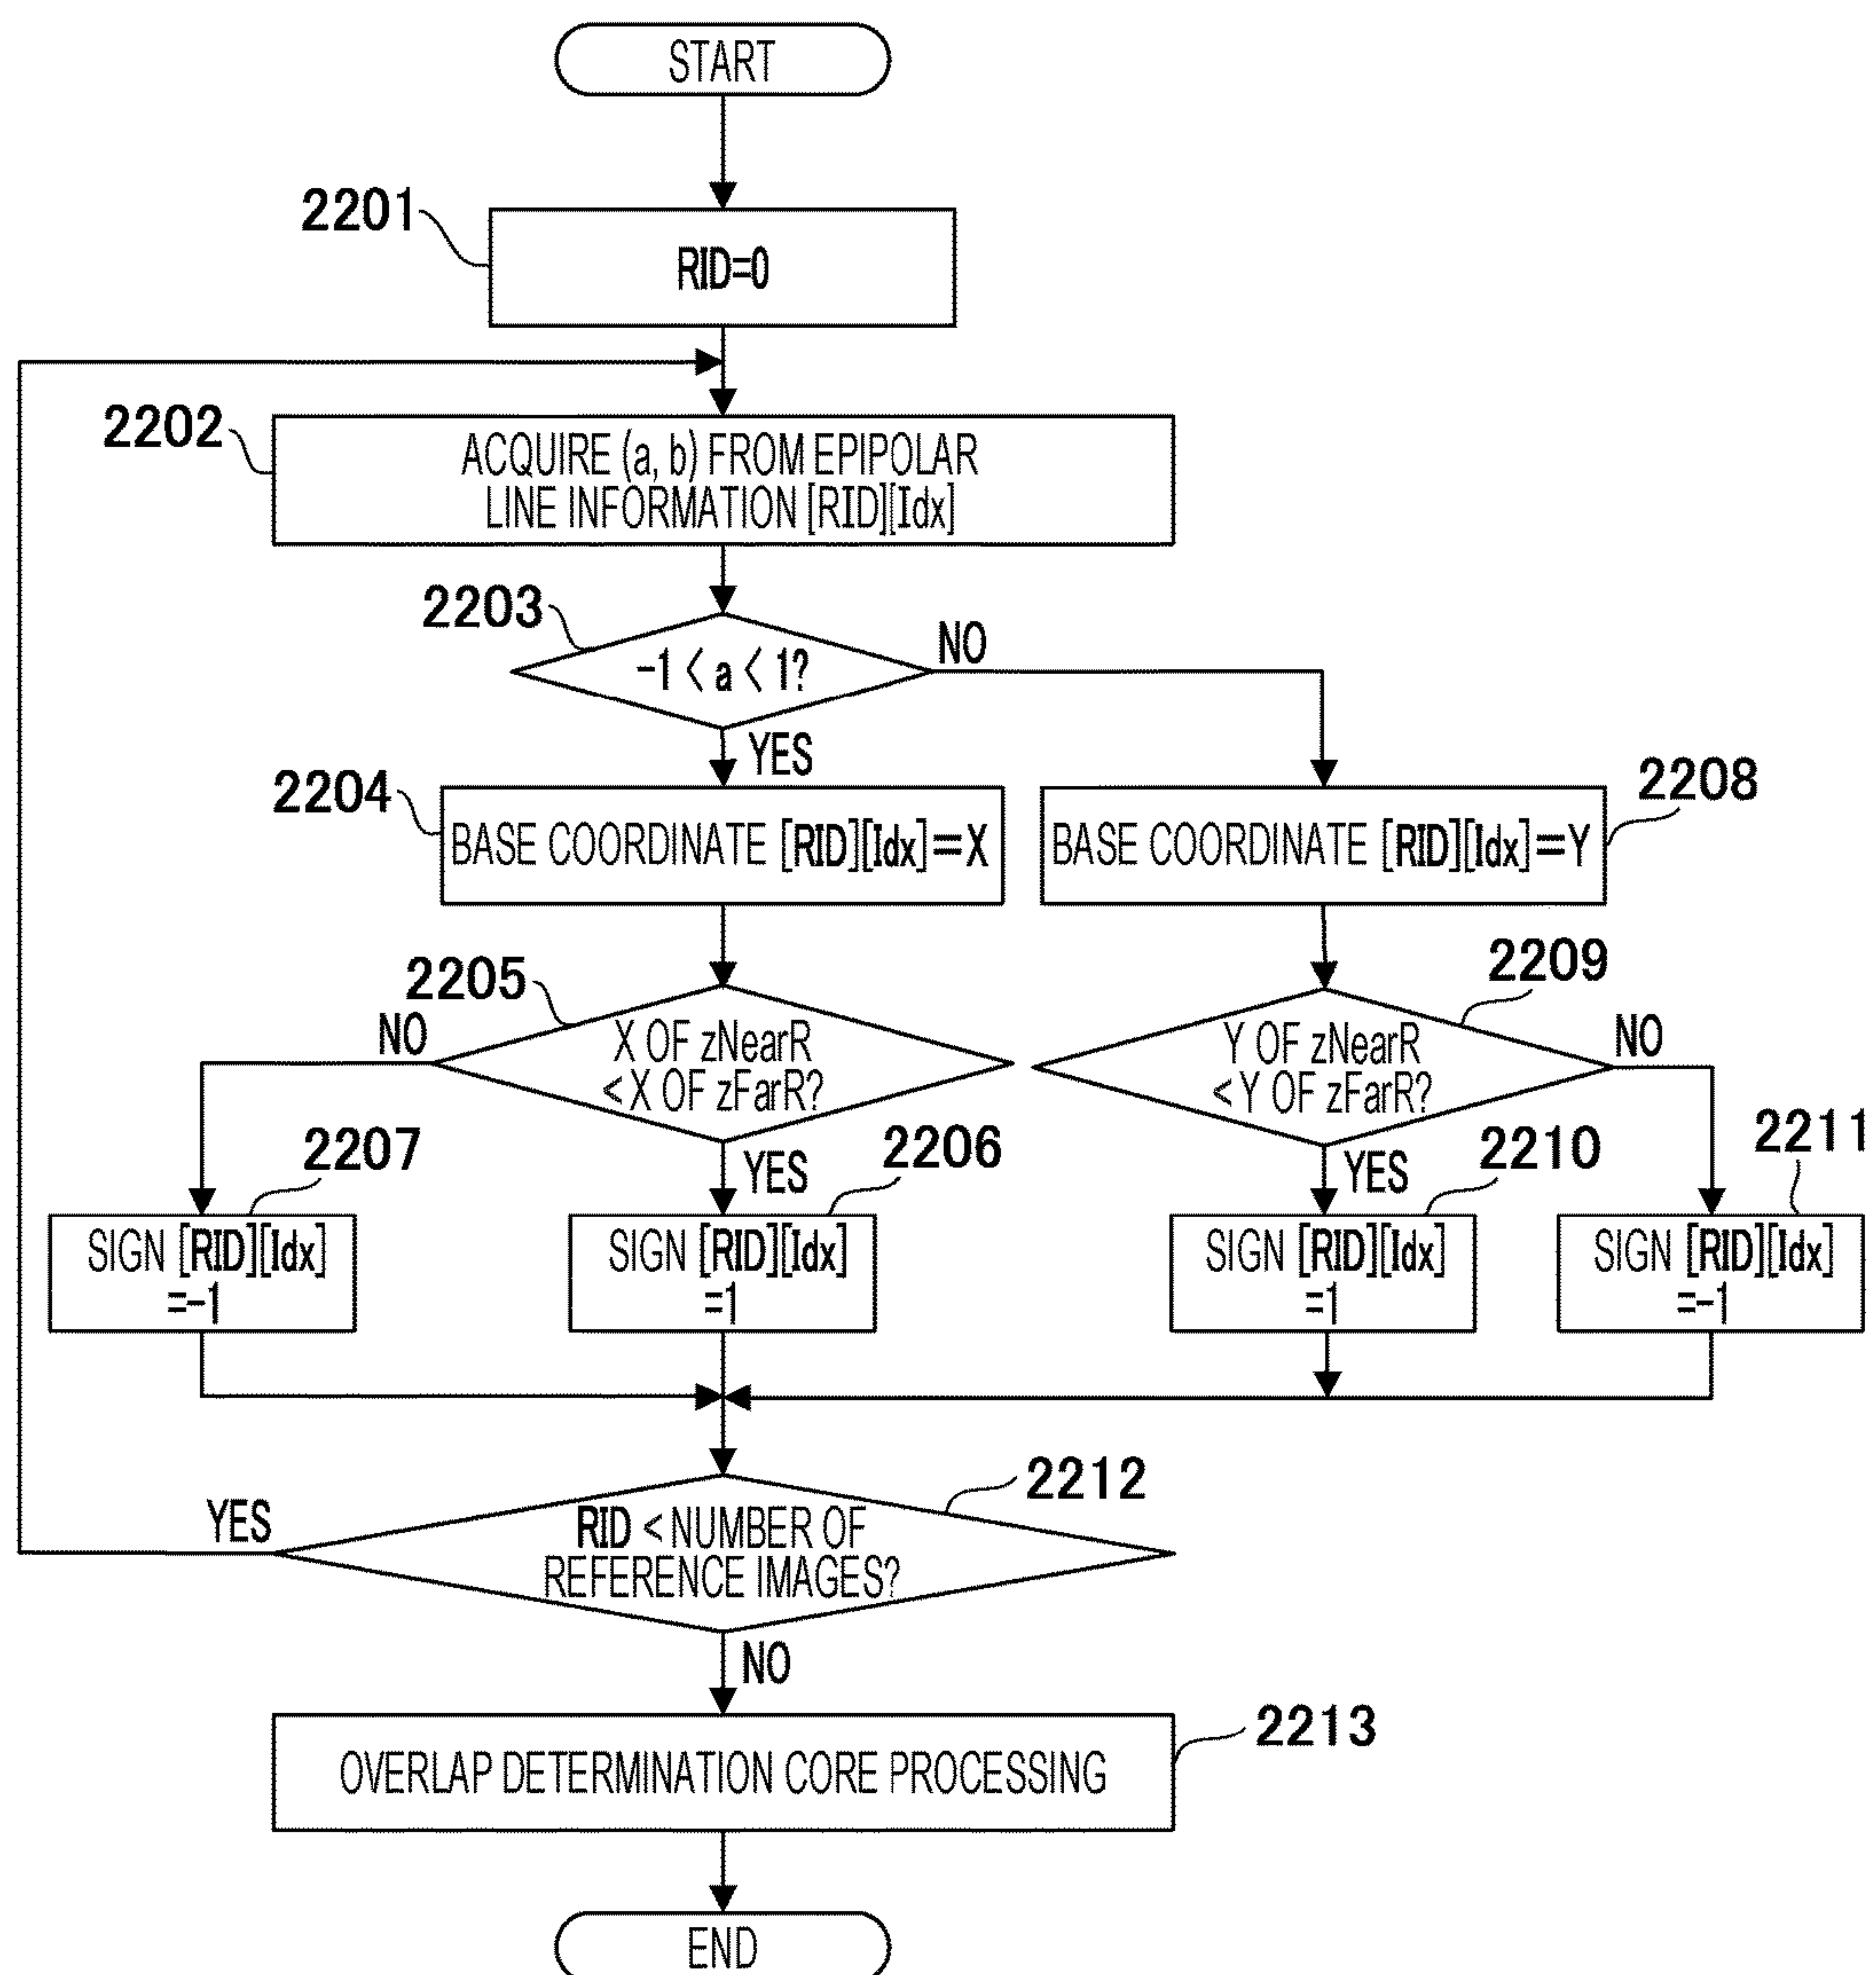 START
2201
RID=0
2202
ACQUIRE (a, b) FROM EPIPOLAR
LINE INFORMATION [RID][Idx]
2203
-1 < a < 1?
NO
YES
2204
BASE COORDINATE [RID][Idx]=X
2208
BASE COORDINATE [RID][Idx]=Y
2205
NO
X OF zNearR
< X OF zFarR?
2209
Y OF zNearR
< Y OF zFarR?
NO
2207
YES
2206
YES
2210
2211
SIGN [RID][Idx]
=-1
SIGN [RID][Idx]
=1
SIGN [RID][Idx]
=1
SIGN [RID][Idx]
=-1
2212
YES
RID < NUMBER OF
REFERENCE IMAGES?
NO
2213
OVERLAP DETERMINATION CORE PROCESSING
END